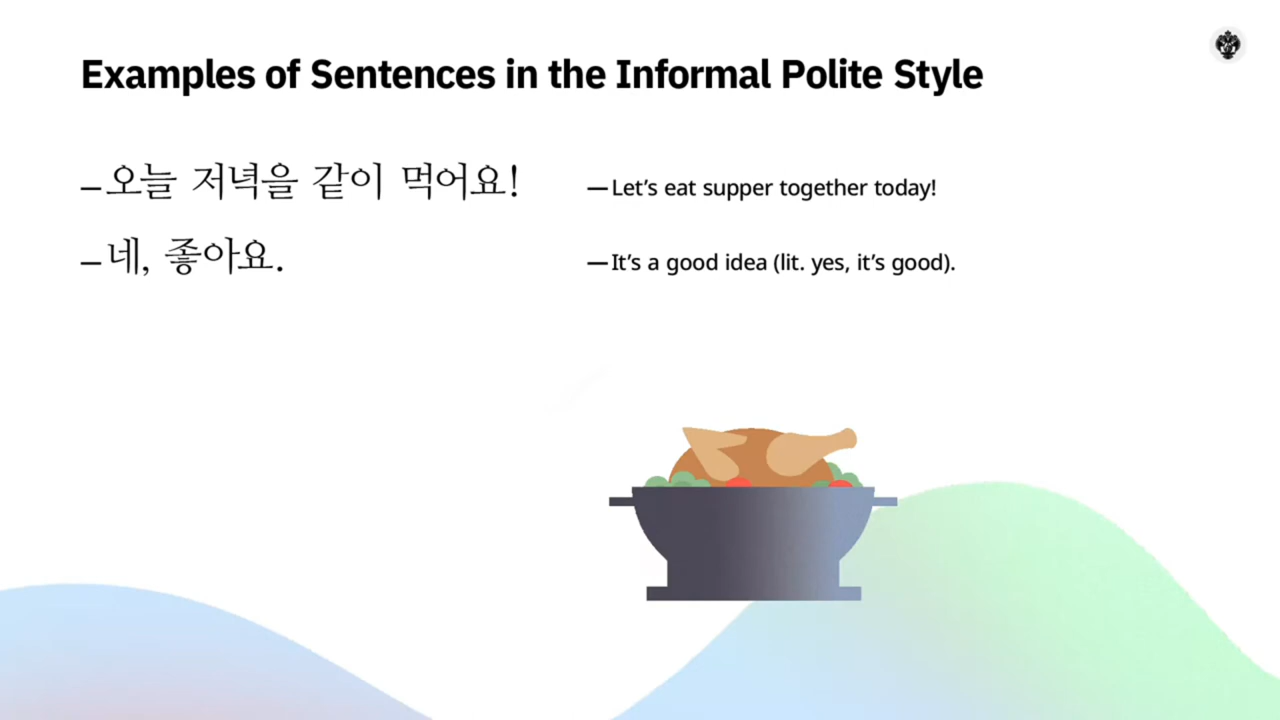 Examples of Sentences in the Informal Polite Style
—오늘 저녁을 같이 먹어요!
—Let’s eat supper together today!
—네, 좋아요.
—It’s a good idea (lit. yes, it’s good).